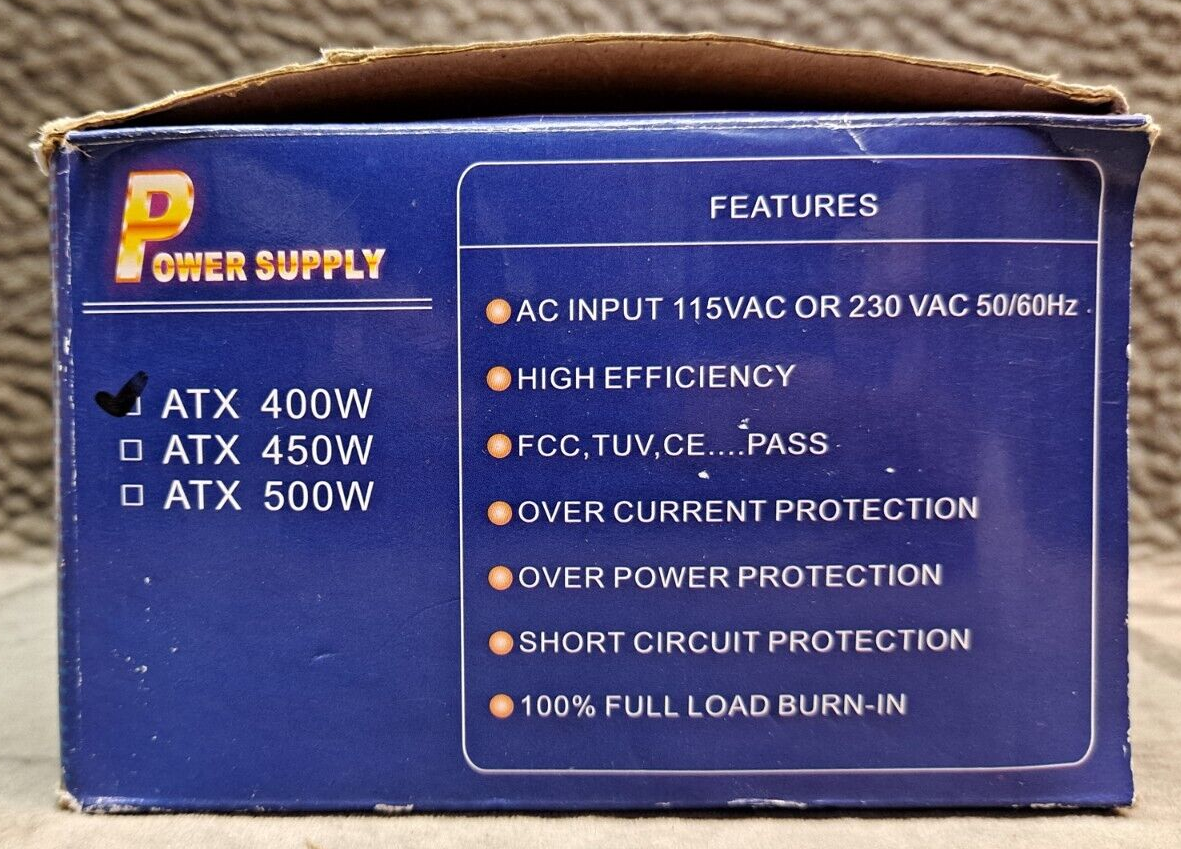 POWER SUPPLY
ATX 400W
ATX 450W
ATX 500W
FEATURES
AC INPUT 115VAC OR 230 VAC 50/60Hz .
HIGH EFFICIENCY
FCC,TUV,CE....PASS
OVER CURRENT PROTECTION
OVER POWER PROTECTION
SHORT CIRCUIT PROTECTION
100% FULL LOAD BURN-IN